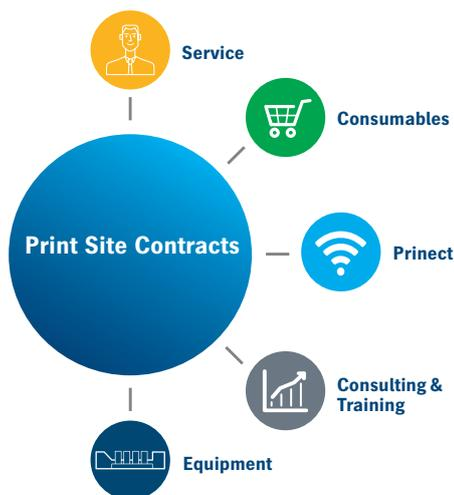 Service
Consumables
Print Site Contracts
Prinect
Consulting &
Training
Equipment